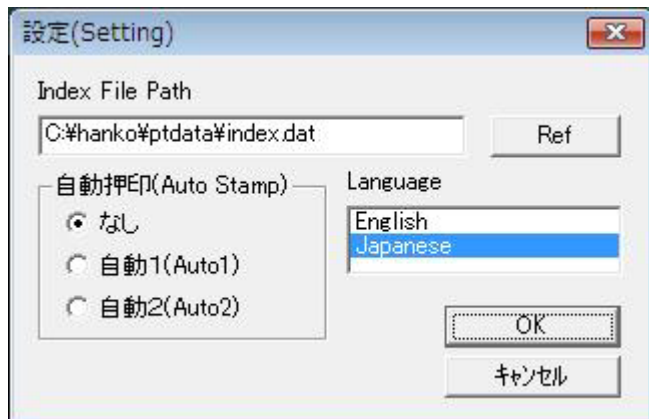 設定(Setting)
Index File Path
C:¥hanko¥ptdata¥index.dat
Ref
自動押印(Auto Stamp)
なし
自動1(Auto1)
自動2(Auto2)
Language
English
Japanese
OK
ｷｬﾝｾﾙ